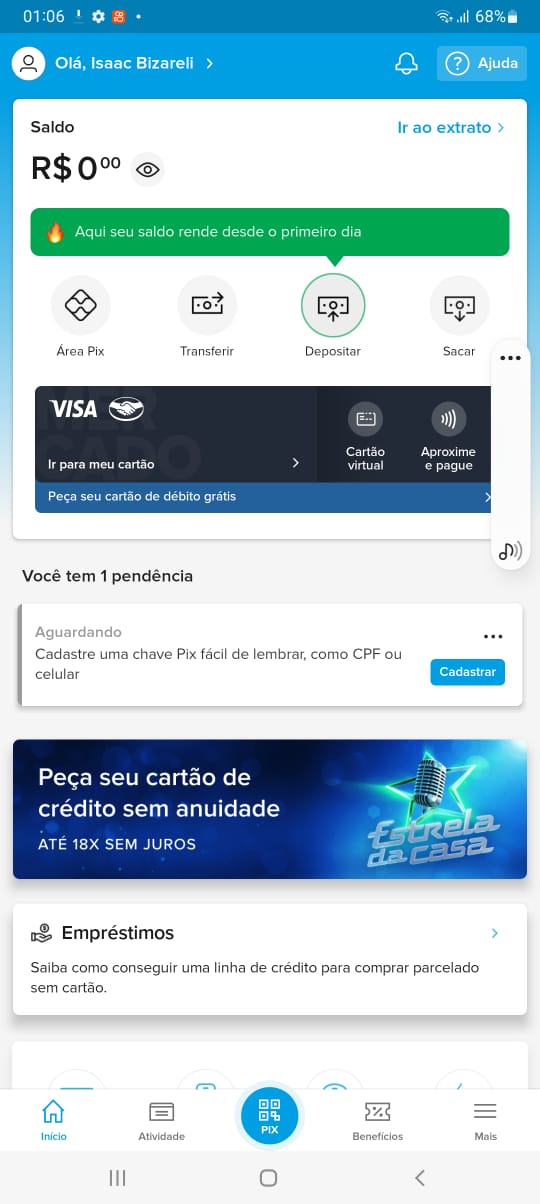 01:06
68%
Olá, Isaac Bizareli
Ajuda
Saldo
Ir ao extrato
R$ 0 00
Aqui seu saldo rende desde o primeiro dia
Área Pix
Transferir
Depositar
Sacar
MERCADO
VISA
Ir para meu cartão
Cartão
virtual
Aproxime
e pague
Peça seu cartão de débito grátis
Você tem 1 pendência
Aguardando
Cadastre uma chave Pix fácil de lembrar, como CPF ou
celular
Cadastrar
Peça seu cartão de
crédito sem anuidade
ATÉ 18X SEM JUROS
Estrela
da casa
Empréstimos
Saiba como conseguir uma linha de crédito para comprar parcelado
sem cartão.
Início
Atividade
PIX
Benefícios
Mais